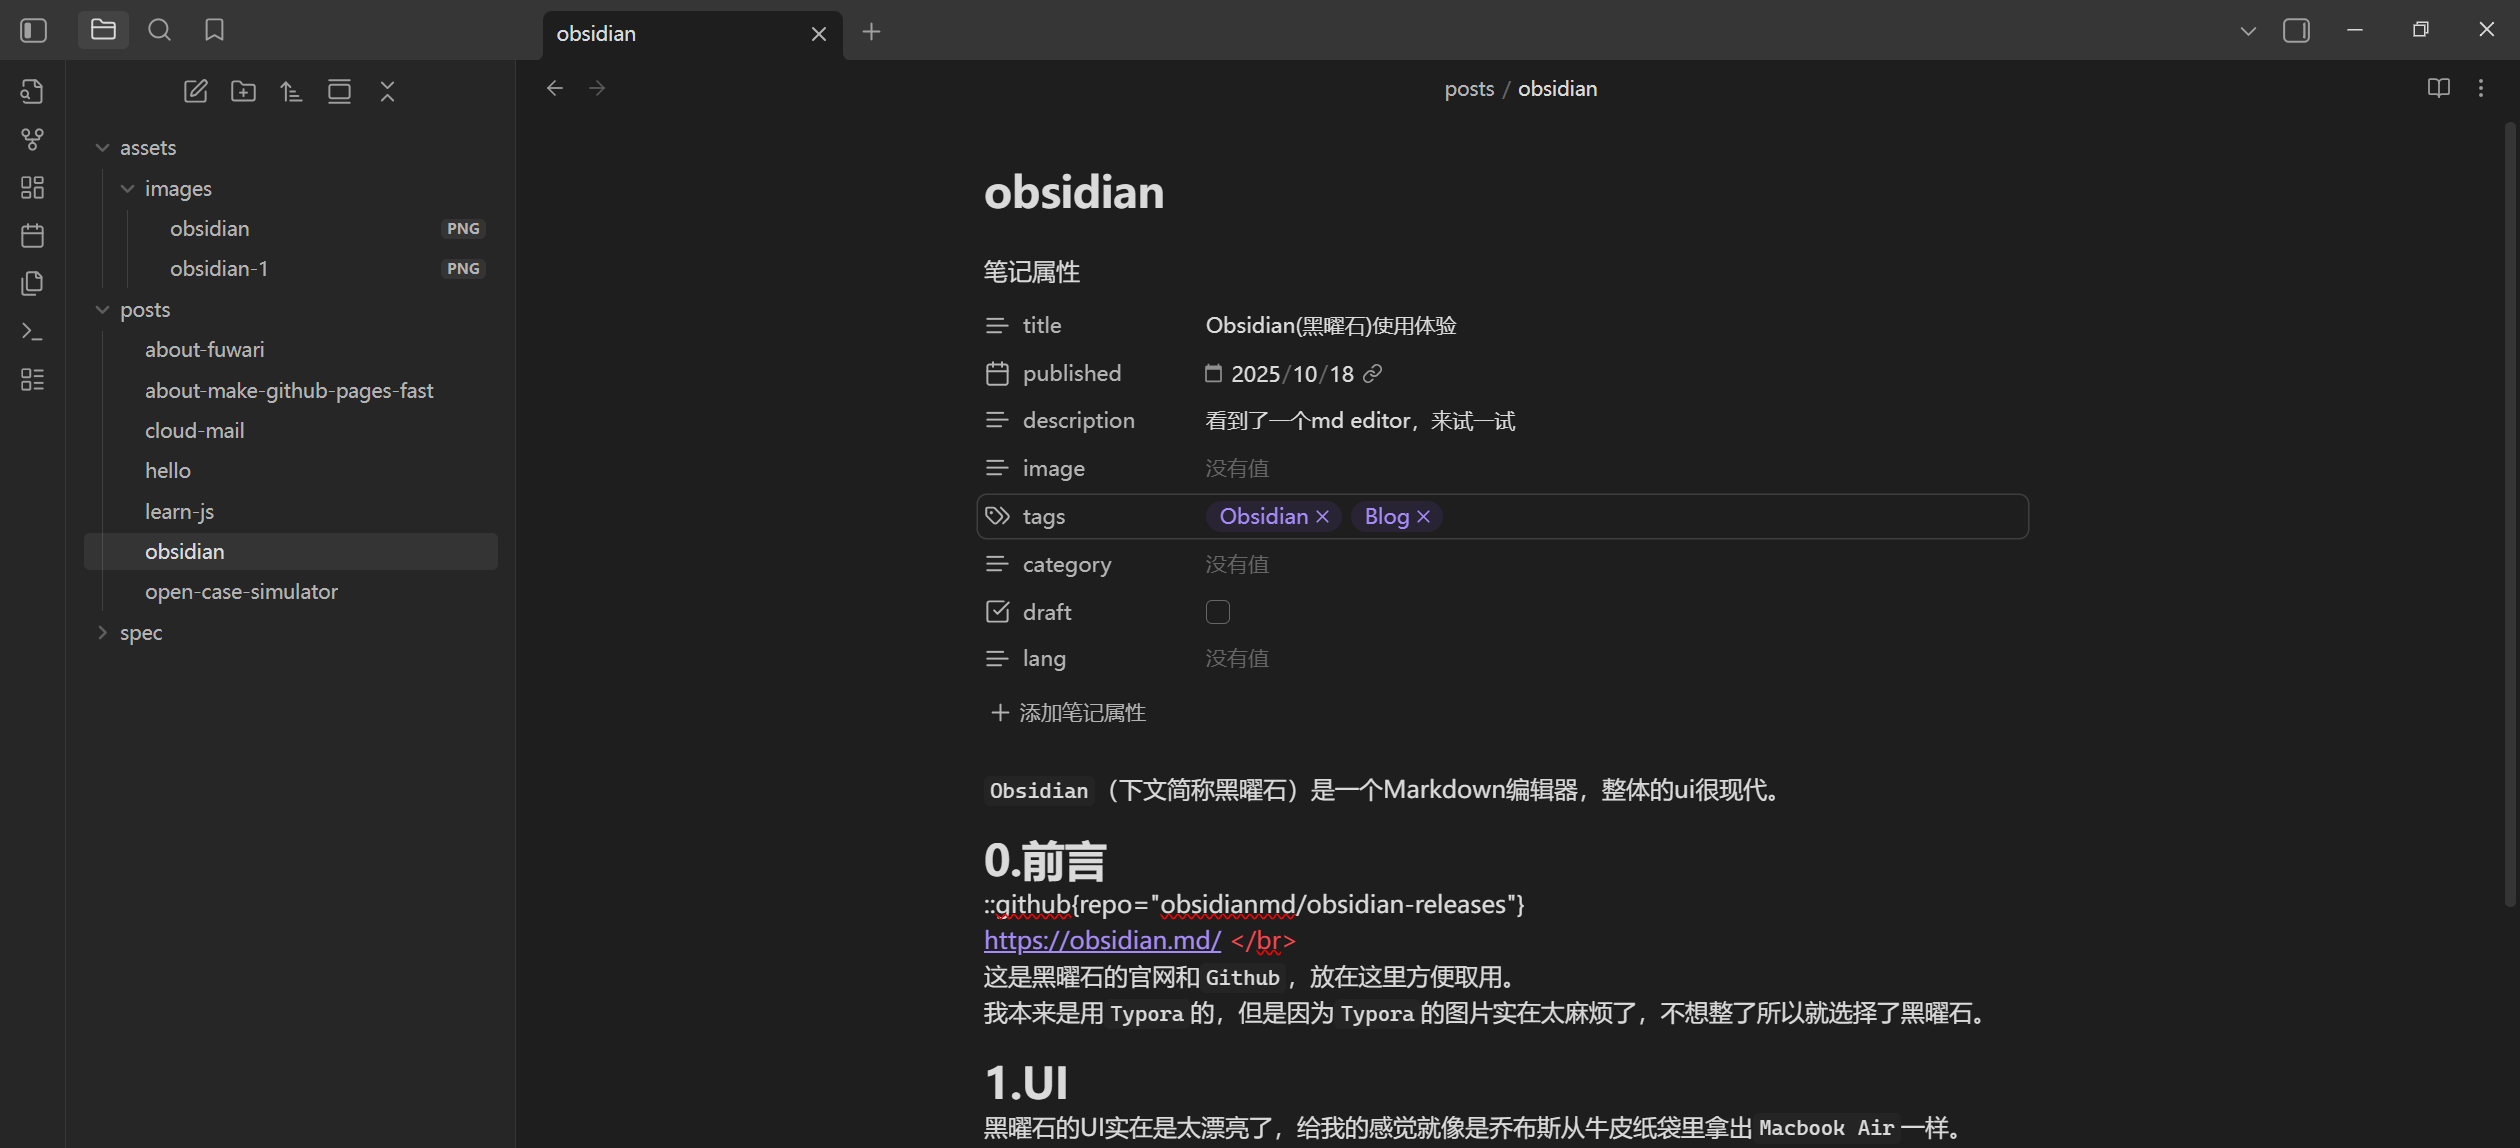 obsidian
posts / obsidian
assets
images
obsidian PNG
obsidian-1 PNG
posts
about-fuwari
about-make-github-pages-fast
cloud-mail
hello
learn-js
obsidian
open-case-simulator
spec
obsidian
笔记属性
title Obsidian(黑曜石)使用体验
published 2025/10/18
description 看到了一个md editor，来试一试
image 没有值
tags Obsidian Blog
category 没有值
draft
lang 没有值
添加笔记属性
Obsidian（下文简称黑曜石）是一个Markdown编辑器，整体的ui很现代。
0.前言
::github{repo="obsidianmd/obsidian-releases"}
https://obsidian.md/ </br>
这是黑曜石的官网和 Github ，放在这里方便取用。
我本来是用 Typora 的，但是因为 Typora 的图片实在太麻烦了，不想整了所以就选择了黑曜石。
1.UI
黑曜石的UI实在是太漂亮了，给我的感觉就像是乔布斯从牛皮纸袋里拿出 Macbook Air 一样。